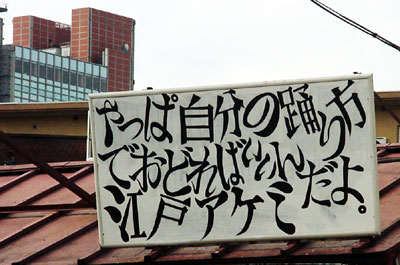 やっぱ自分の踊り方
でおどればいいんだよ。
江戸アケミ